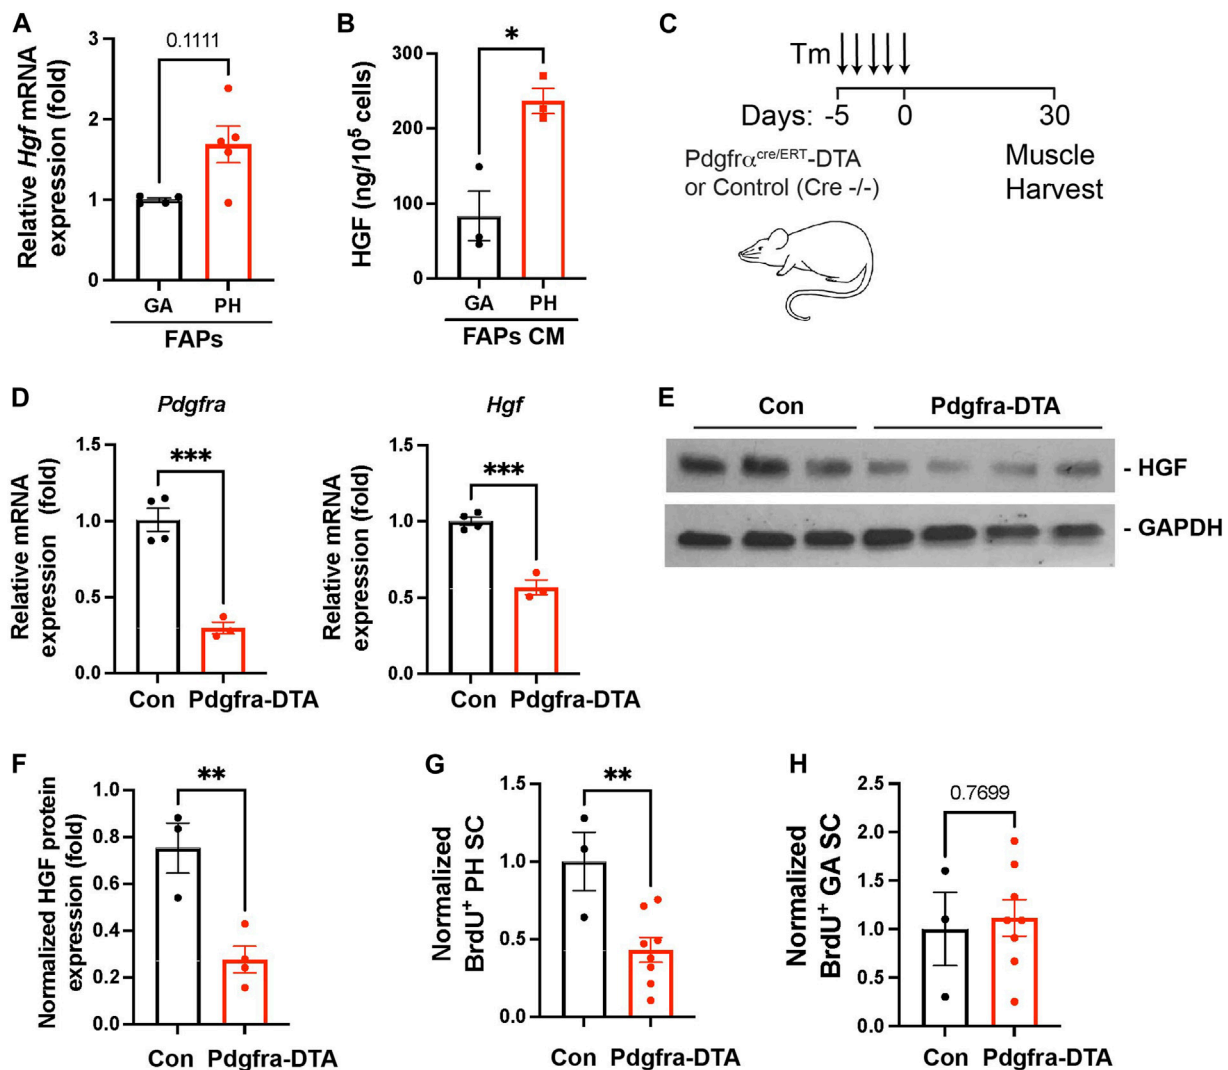 A
Relative Hgf mRNA
expression (fold)
3
2
1
0
0.1111
GA PH
FAPs
B
HGF (ng/10⁵ cells)
300
200
100
0
*
GA PH
FAPs CM
C
Tm
Days: -5 0 30
Pdgfrα^cre/ERT-DTA
or Control (Cre -/-)
Muscle
Harvest
D
Pdgfra
Relative mRNA
expression (fold)
1.5
1.0
0.5
0.0
***
Con Pdgfra-DTA
Hgf
Relative mRNA
expression (fold)
1.5
1.0
0.5
0.0
***
Con Pdgfra-DTA
E
Con Pdgfra-DTA
- HGF
- GAPDH
F
Normalized HGF protein
expression (fold)
1.0
0.8
0.6
0.4
0.2
0.0
**
Con Pdgfra-DTA
G
Normalized
BrdU⁺ PH SC
1.5
1.0
0.5
0.0
**
Con Pdgfra-DTA
H
Normalized
BrdU⁺ GA SC
2.5
2.0
1.5
1.0
0.5
0.0
0.7699
Con Pdgfra-DTA